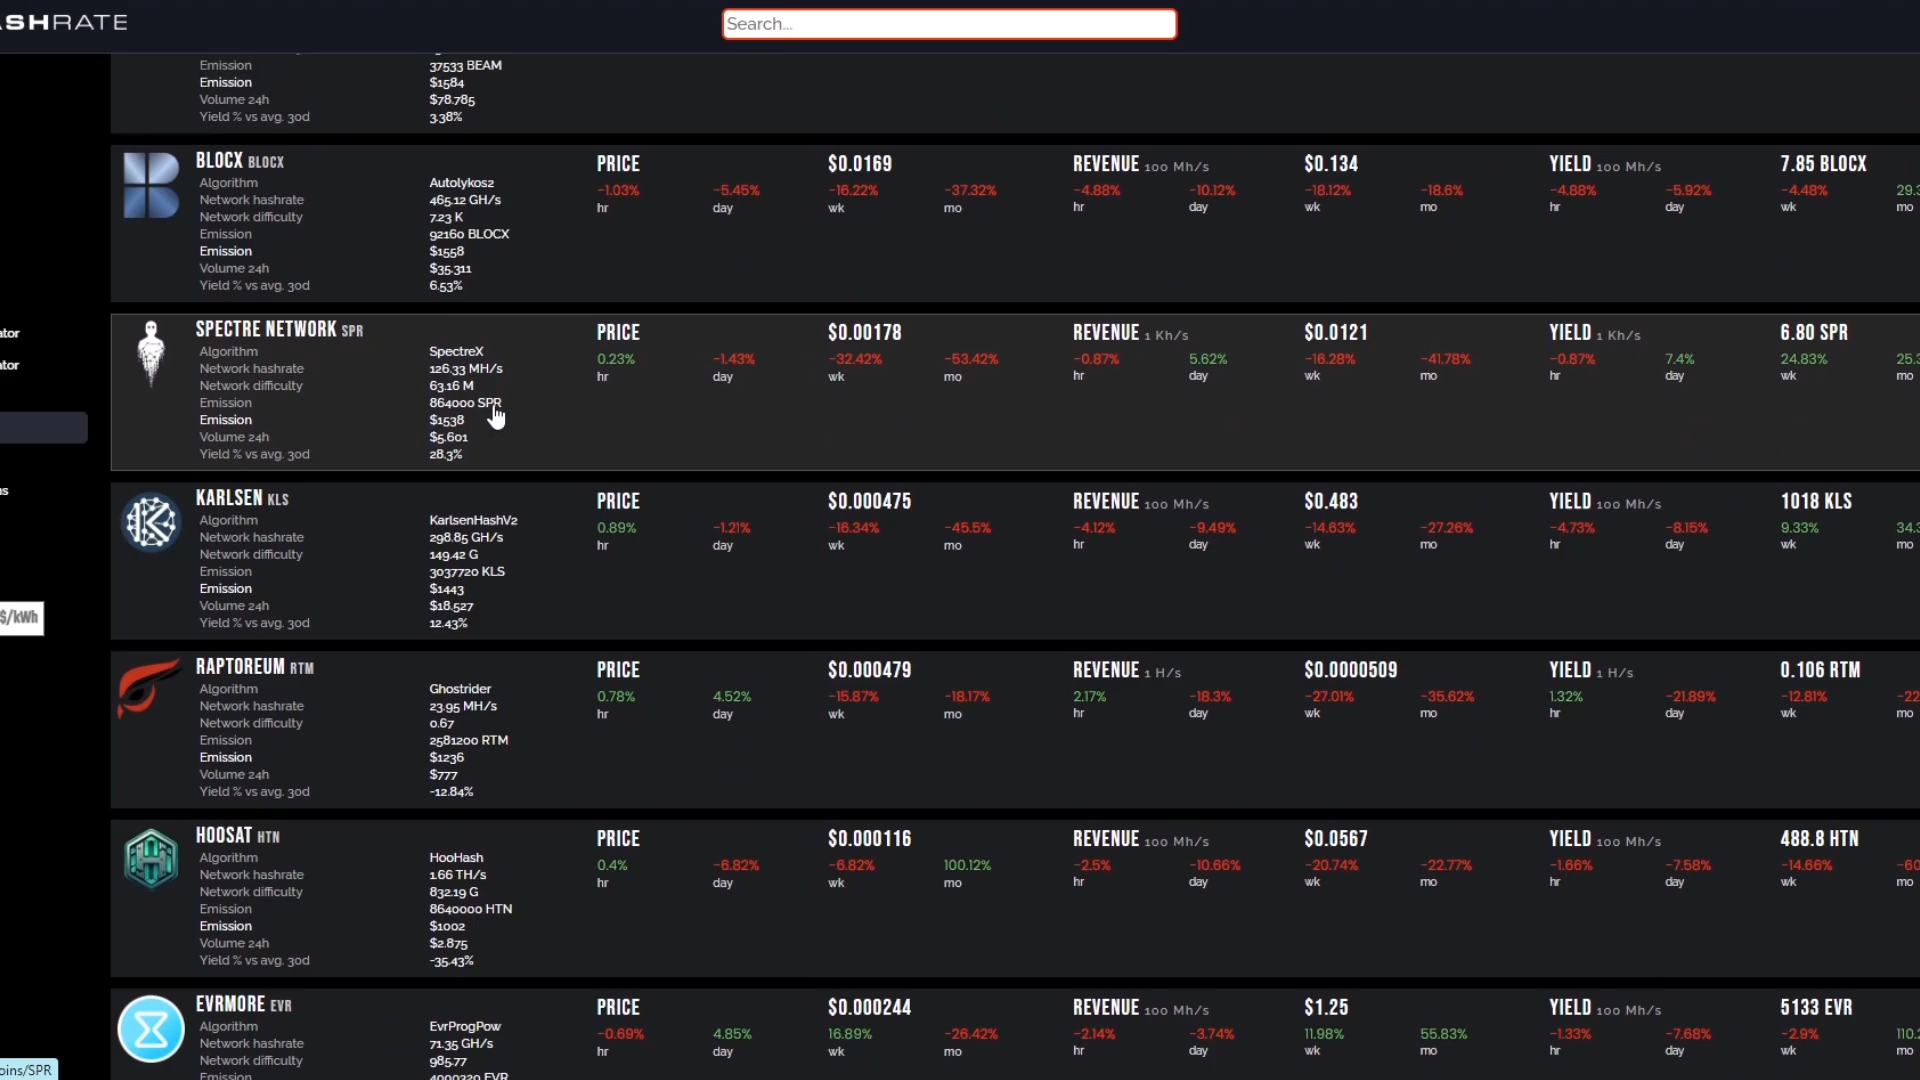 SHRATE
Search...
Emission 37533 BEAM
Emission $1584
Volume 24h $78.785
Yield % vs avg. 30d 3.38%
BLOCX BLOCX
Algorithm Autolykos2
Network hashrate 465.12 GH/s
Network difficulty 7.23 K
Emission 92160 BLOCX
Emission $1558
Volume 24h $35.311
Yield % vs avg. 30d 6.53%
PRICE $0.0169 REVENUE 100 Mh/s $0.134 YIELD 100 Mh/s 7.85 BLOCX
-1.03% -5.45% -16.22% -37.32% -4.88% -10.12% -18.12% -18.6% -4.88% -5.92% -4.48% 29.3
hr day wk mo hr day wk mo hr day wk mo
SPECTRE NETWORK SPR
Algorithm SpectreX
Network hashrate 126.33 MH/s
Network difficulty 63.16 M
Emission 864000 SPR
Emission $1538
Volume 24h $5.601
Yield % vs avg. 30d 28.3%
PRICE $0.00178 REVENUE 1 Kh/s $0.0121 YIELD 1 Kh/s 6.80 SPR
0.23% -1.43% -32.42% -53.42% -0.87% 5.62% -16.28% -41.78% -0.87% 7.4% 24.83% 25.3
hr day wk mo hr day wk mo hr day wk mo
KARLSEN KLS
Algorithm KarlsenHashV2
Network hashrate 298.85 GH/s
Network difficulty 149.42 G
Emission 3037720 KLS
Emission $1443
Volume 24h $18.527
Yield % vs avg. 30d 12.43%
PRICE $0.000475 REVENUE 100 Mh/s $0.483 YIELD 100 Mh/s 1018 KLS
0.89% -1.21% -16.34% -45.5% -4.12% -9.49% -14.63% -27.26% -4.73% -8.15% 9.33% 34.3
hr day wk mo hr day wk mo hr day wk mo
RAPTOREUM RTM
Algorithm Ghostrider
Network hashrate 23.95 MH/s
Network difficulty 0.67
Emission 2581200 RTM
Emission $1236
Volume 24h $777
Yield % vs avg. 30d -12.84%
PRICE $0.000479 REVENUE 1 H/s $0.0000509 YIELD 1 H/s 0.106 RTM
0.78% 4.52% -15.87% -18.17% 2.17% -18.3% -27.01% -35.62% 1.32% -21.89% -12.81% -22
hr day wk mo hr day wk mo hr day wk mo
HOOSAT HTN
Algorithm HooHash
Network hashrate 1.66 TH/s
Network difficulty 832.19 G
Emission 8640000 HTN
Emission $1002
Volume 24h $2.875
Yield % vs avg. 30d -35.43%
PRICE $0.000116 REVENUE 100 Mh/s $0.0567 YIELD 100 Mh/s 488.8 HTN
0.4% -6.82% -6.82% 100.12% -2.5% -10.66% -20.74% -22.77% -1.66% -7.58% -14.66% -60
hr day wk mo hr day wk mo hr day wk mo
EVRMORE EVR
Algorithm EvrProgPow
Network hashrate 71.35 GH/s
Network difficulty 985.77
Emission 4000320 EVR
PRICE $0.000244 REVENUE 100 Mh/s $1.25 YIELD 100 Mh/s 5133 EVR
-0.69% 4.85% 16.89% -26.42% -2.14% -3.74% 11.98% 55.83% -1.33% -7.68% -2.9% 110.2
hr day wk mo hr day wk mo hr day wk mo
ator
ator
ns
$/kWh
oins/SPR